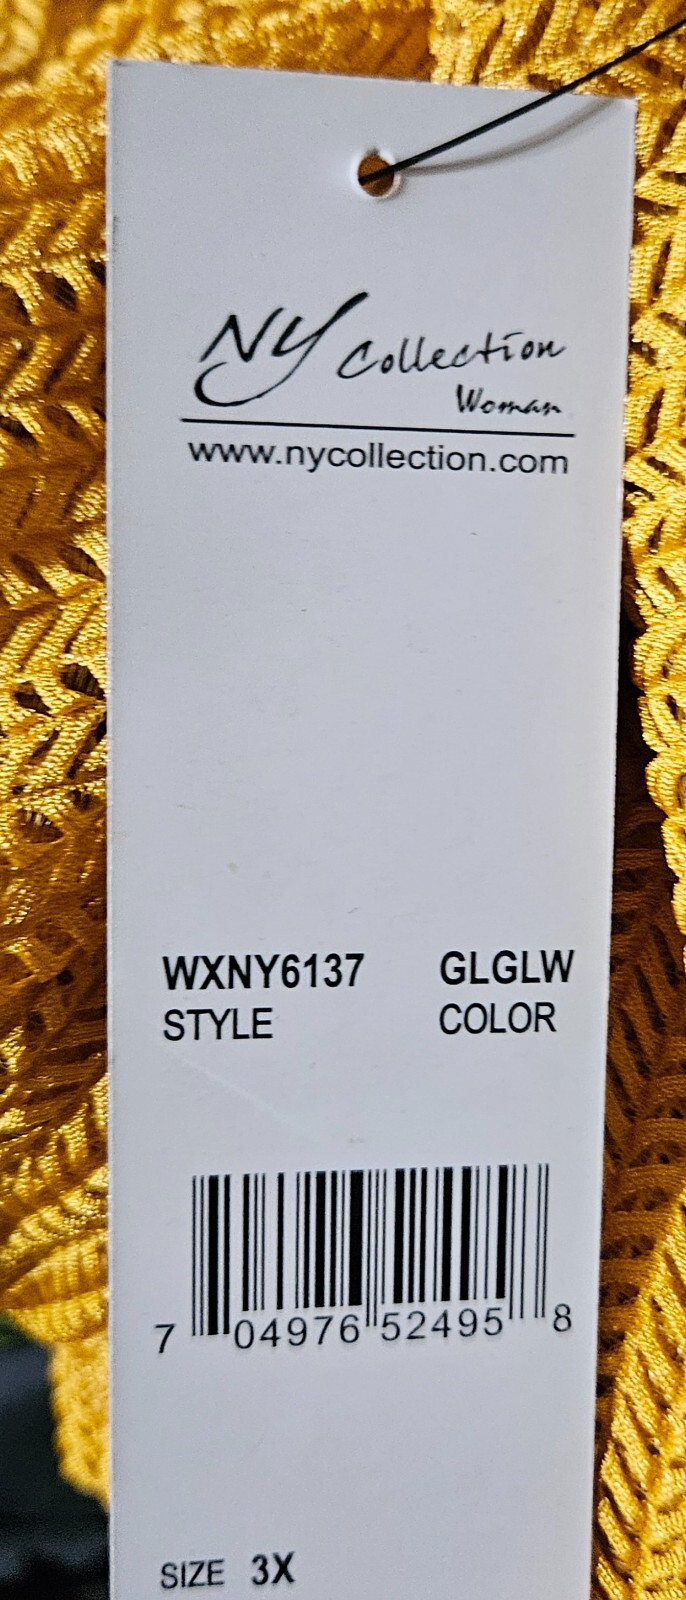 NY Collection
Woman
www.nycollection.com
WXNY6137 GLGLW
STYLE COLOR
7 04976 52495 8
SIZE 3X